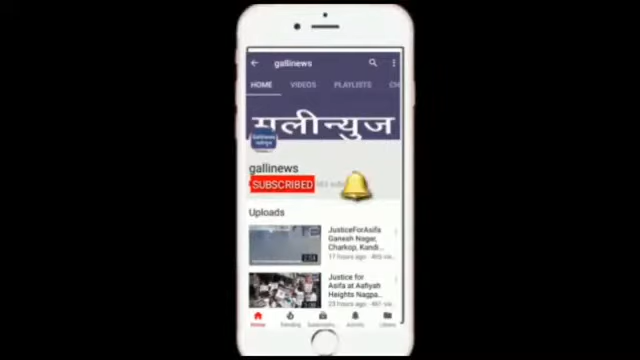 gallinews
HOME VIDEOS PLAYLISTS CH
गलीन्युज
gallinews
SUBSCRIBED
Uploads
JusticeForAsifa
Ganesh Nagar,
Charkop, Kandi...
17 hours ago
Justice for
Asifa at Aafiyah
Heights Nagpa...
23 hours ago
Home Trending Activity Library